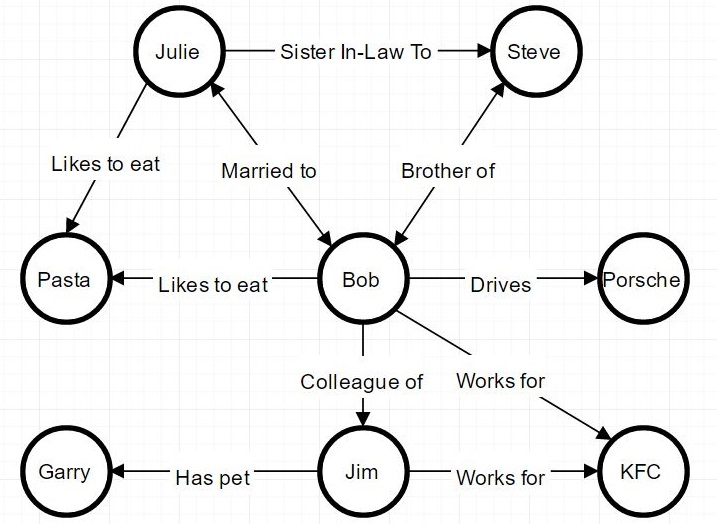 Julie
Sister In-Law To
Steve
Likes to eat
Married to
Brother of
Pasta
Likes to eat
Bob
Drives
Porsche
Colleague of
Works for
Garry
Has pet
Jim
Works for
KFC